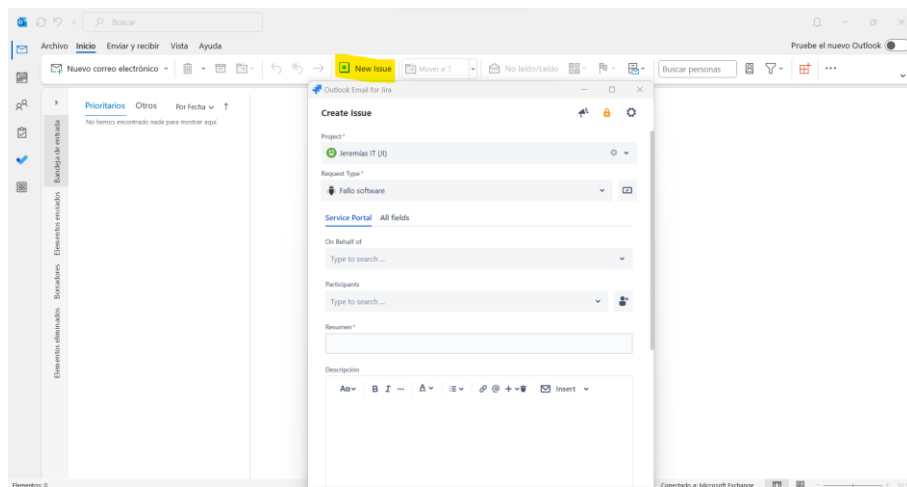 Buscar
Archivo Inicio Enviar y recibir Vista Ayuda
Pruebe el nuevo Outlook
Nuevo correo electrónico
New Issue
Mover a: ?
No leído/Leído
Buscar personas
Outlook Email for Jira
Create Issue
Prioritarios Otros Por Fecha
No hemos encontrado nada para mostrar aquí.
Bandeja de entrada
Elementos enviados
Borradores
Elementos eliminados
Project *
Jeremías IT (JI)
Request Type *
Fallo software
Service Portal All fields
On Behalf of
Type to search ...
Participants
Type to search ...
Resumen *
Descripción
Aa B I ... A @ + Insert
Elementos: 0
Conectado a: Microsoft Exchange